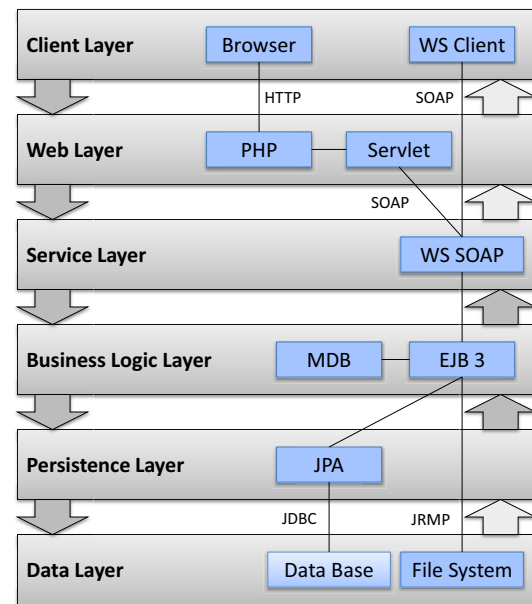 Client Layer
Browser
WS Client
HTTP
SOAP
Web Layer
PHP
Servlet
SOAP
Service Layer
WS SOAP
Business Logic Layer
MDB
EJB 3
Persistence Layer
JPA
JDBC
JRMP
Data Layer
Data Base
File System